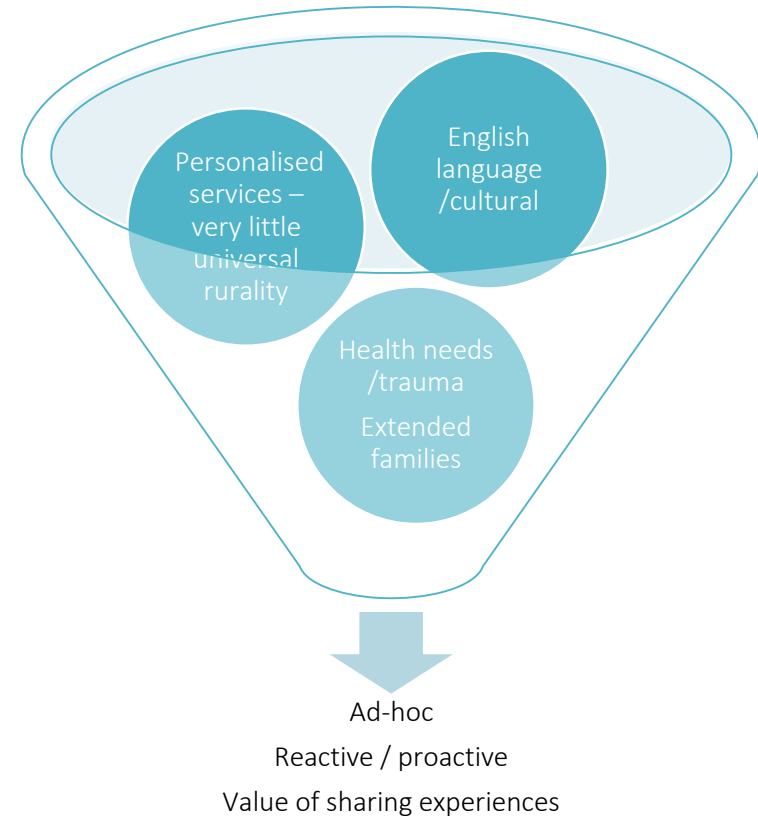 Personalised
services –
very little
universal
rurality
English
language
/cultural
Health needs
/trauma
Extended
families
Ad-hoc
Reactive / proactive
Value of sharing experiences